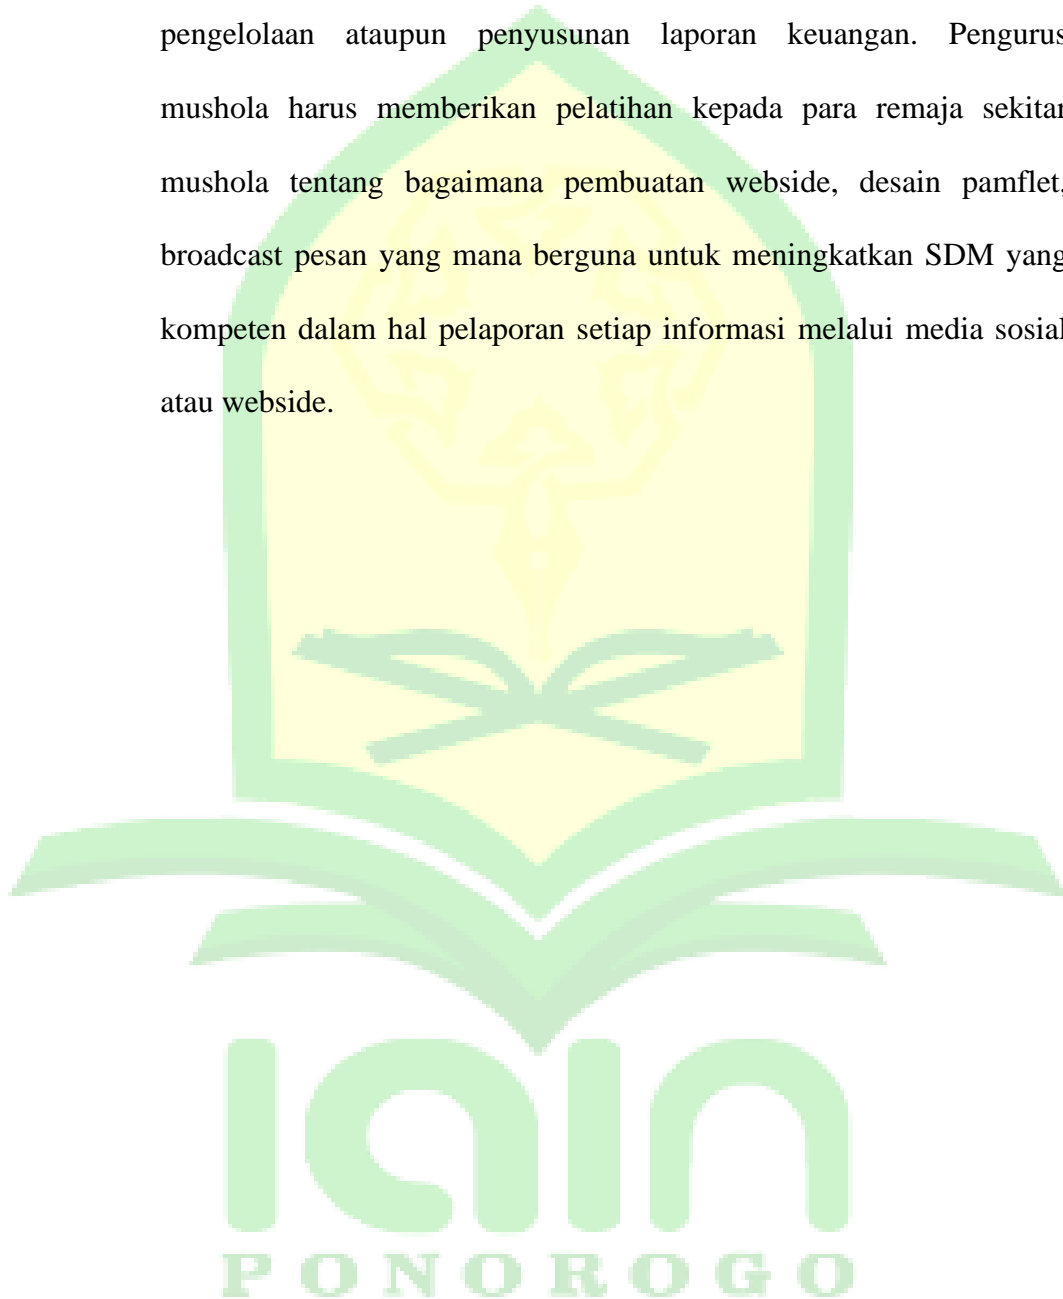 pengelolaan ataupun penyusunan laporan keuangan. Pengurus
mushola harus memberikan pelatihan kepada para remaja sekitar
mushola tentang bagaimana pembuatan webside, desain pamflet,
broadcast pesan yang mana berguna untuk meningkatkan SDM yang
kompeten dalam hal pelaporan setiap informasi melalui media sosial
atau webside.
iain
PONOROGO